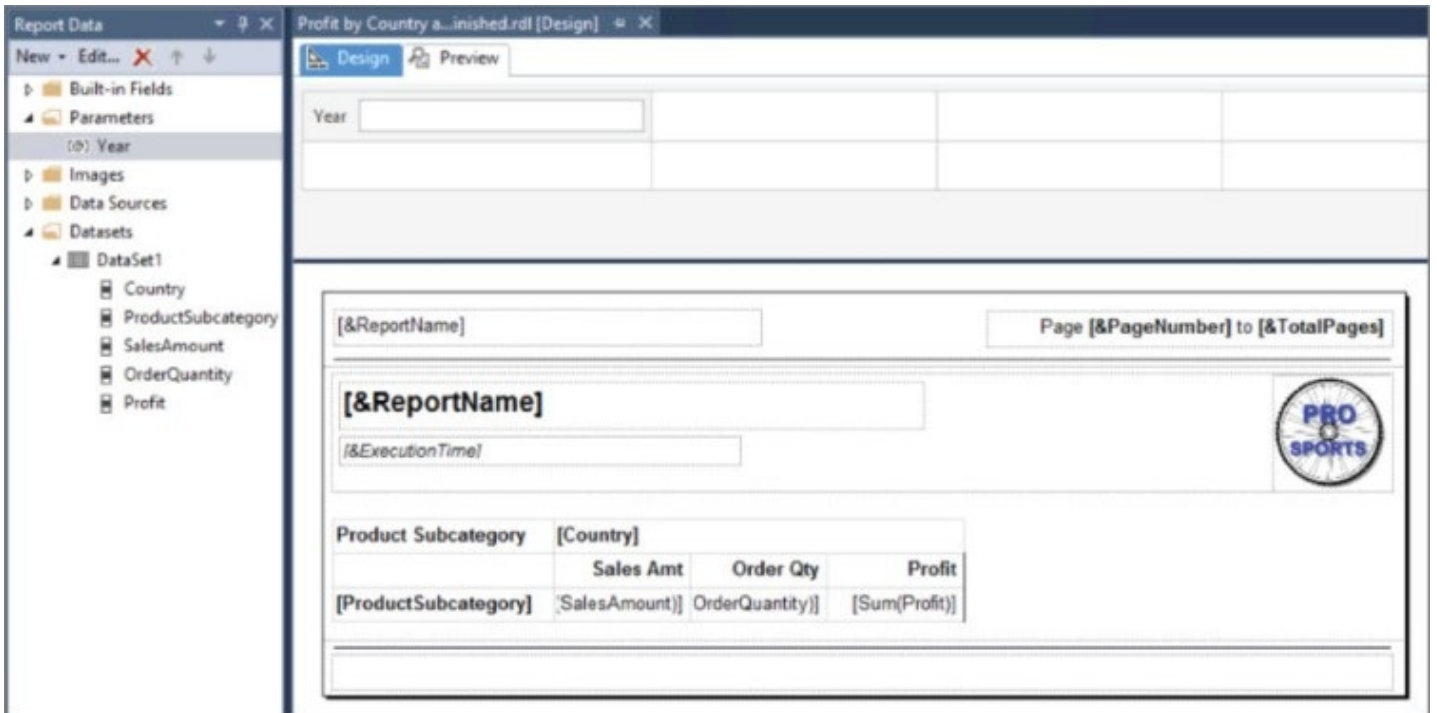 Report Data
New Edit...
Built-in Fields
Parameters
[@] Year
Images
Data Sources
Datasets
DataSet1
Country
ProductSubcategory
SalesAmount
OrderQuantity
Profit
Profit by Country a...inished.rdl [Design]
Design Preview
Year
[&ReportName] Page [&PageNumber] to [&TotalPages]
[&ReportName]
[&ExecutionTime]
PRO
SPORTS
Product Subcategory [Country]
Sales Amt Order Qty Profit
[ProductSubcategory] SalesAmount)] OrderQuantity)] [Sum(Profit)]